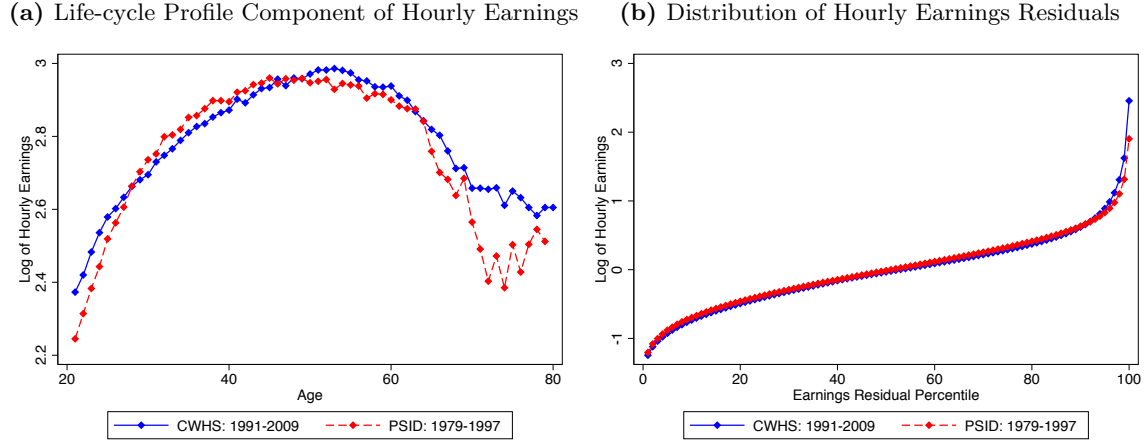 (a) Life-cycle Profile Component of Hourly Earnings
Log of Hourly Earnings
3
2.8
2.6
2.4
2.2
20 40 60 80
Age
CWHS: 1991-2009 PSID: 1979-1997
(b) Distribution of Hourly Earnings Residuals
Log of Hourly Earnings
2
1
0
-1
0 20 40 60 80 100
Earnings Residual Percentile
CWHS: 1991-2009 PSID: 1979-1997